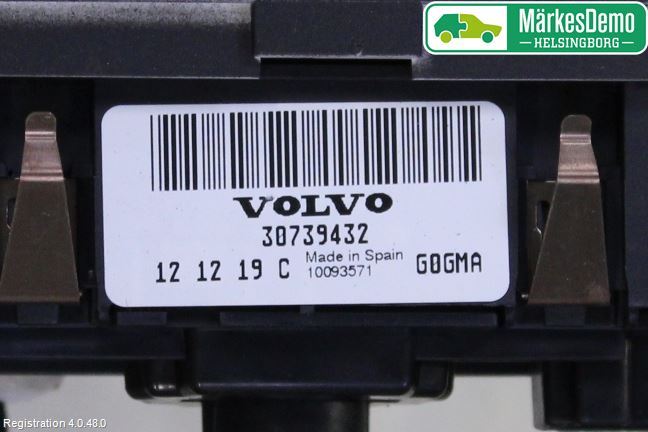 MärkesDemo
HELSINGBORG
VOLVO
30739432
12 12 19 C
Made in Spain
10093571
G0GMA
Registration 4.0.48.0